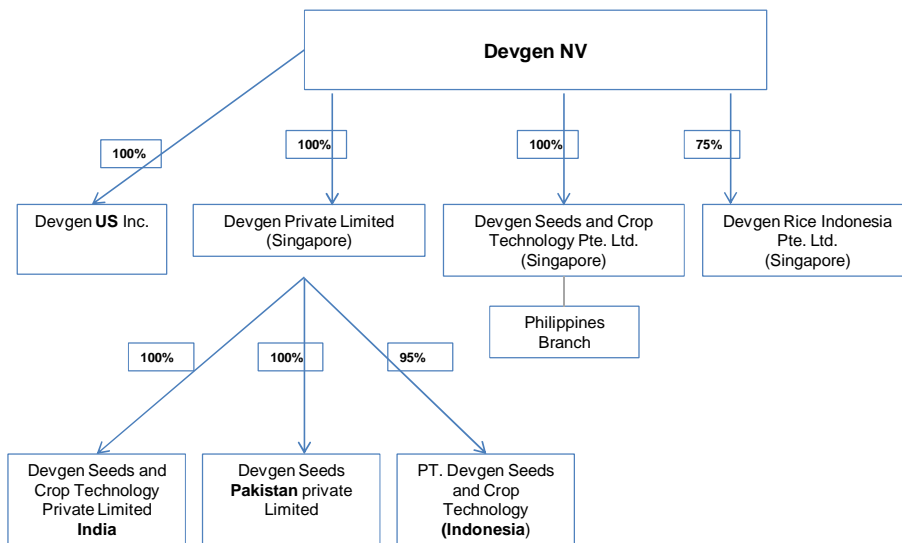 Devgen NV
100%
100%
100%
75%
Devgen US Inc.
Devgen Private Limited
(Singapore)
Devgen Seeds and Crop
Technology Pte. Ltd.
(Singapore)
Devgen Rice Indonesia
Pte. Ltd.
(Singapore)
Philippines
Branch
100%
100%
95%
Devgen Seeds and
Crop Technology
Private Limited
India
Devgen Seeds
Pakistan private
Limited
PT. Devgen Seeds
and Crop
Technology
(Indonesia)